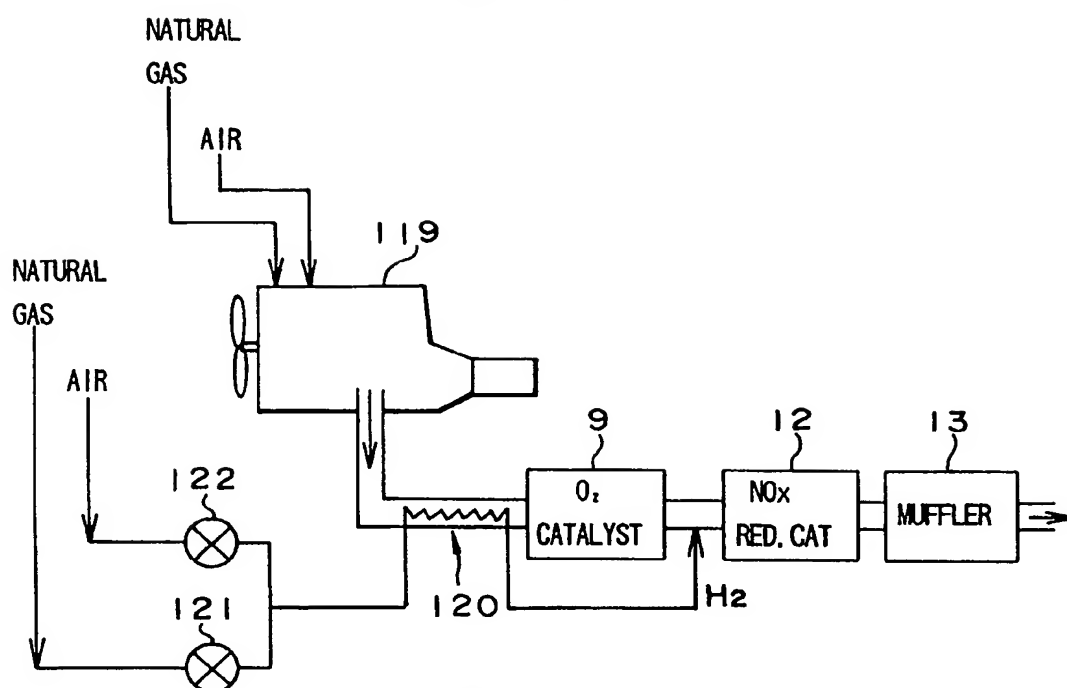 NATURAL
GAS
AIR
119
NATURAL
GAS
AIR
9
12
13
122
O2
CATALYST
NOx
RED. CAT
MUFFLER
120
H2
121